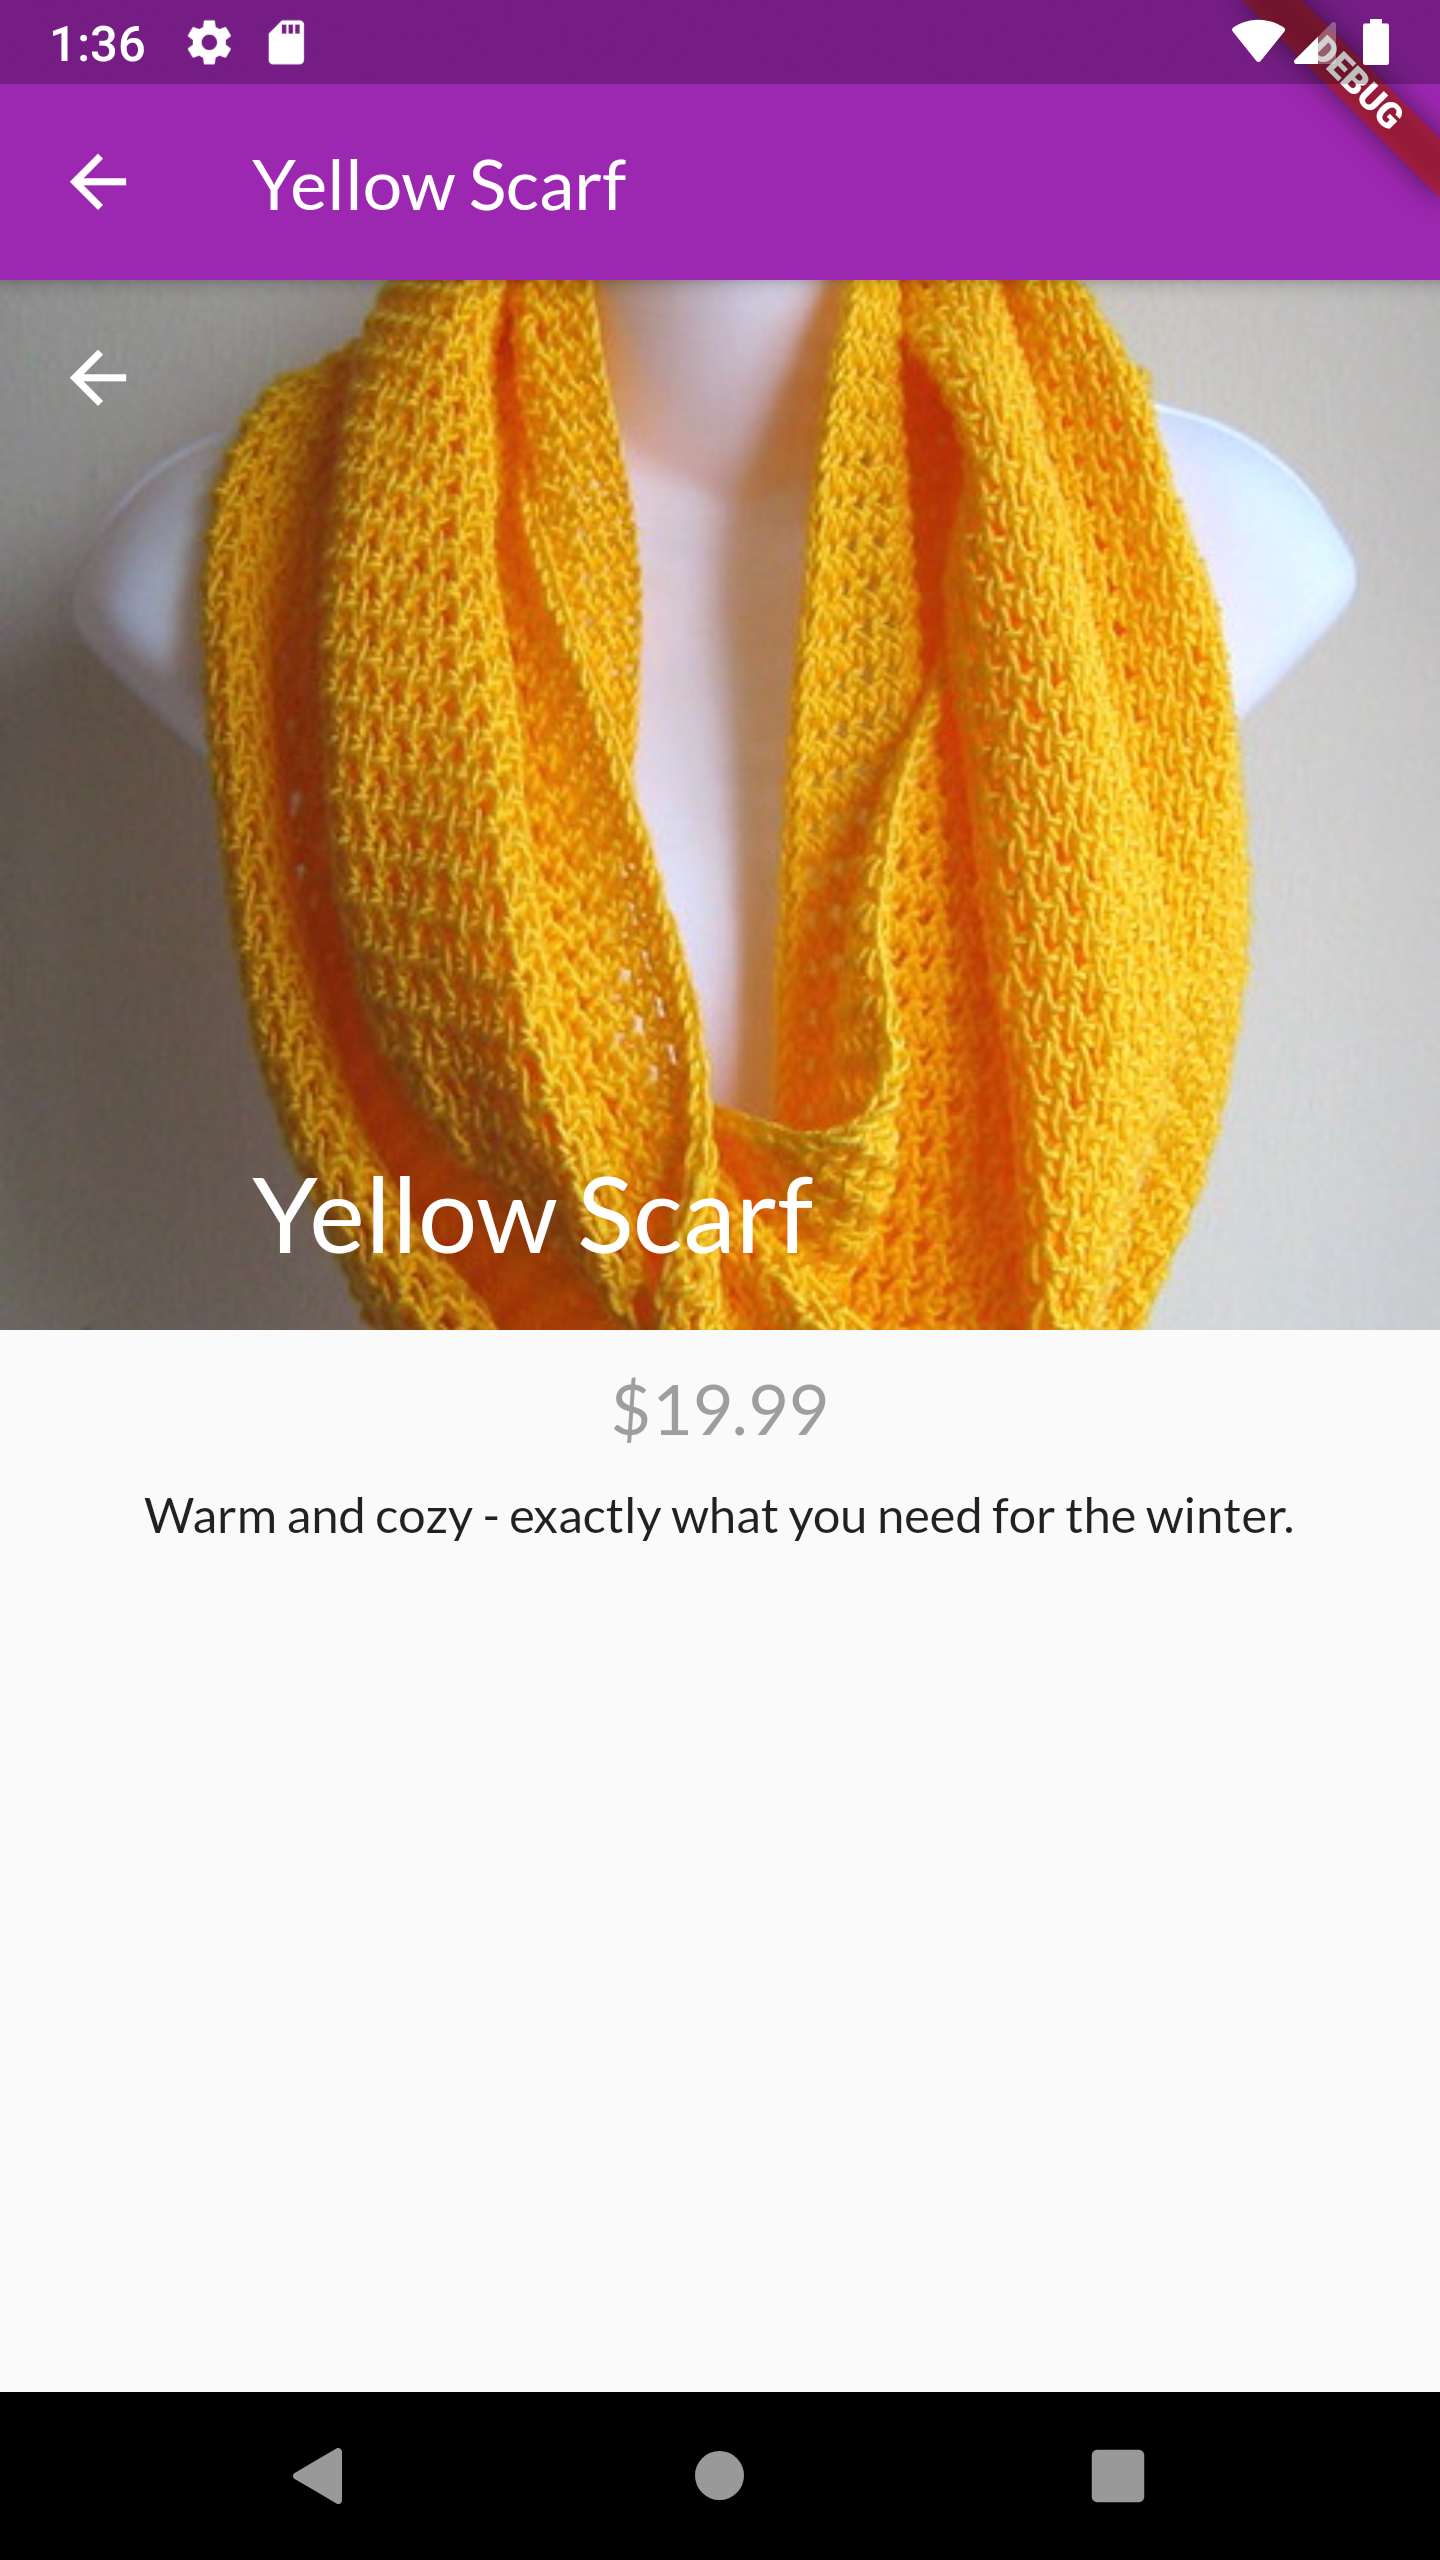 1:36
DEBUG
Yellow Scarf
Yellow Scarf
$19.99
Warm and cozy - exactly what you need for the winter.